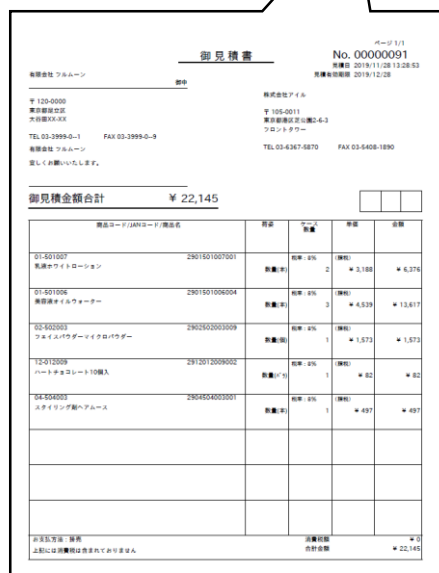 ページ 1/1
御見積書
No. 00000091
見積日 2019/11/28 13:28:53
見積有効期限 2019/12/28
有限会社 フルムーン
御中
〒 120-0000
東京都足立区
大谷田XX-XX
TEL 03-3999-0--1 FAX 03-3999-0--9
有限会社 フルムーン
宜しくお願いいたします。
株式会社アイル
〒 105-0011
東京都港区芝公園2-6-3
フロントタワー
TEL 03-6367-5870 FAX 03-5408-1890
御見積金額合計 ¥ 22,145
商品コード/JANコード/商品名 荷姿 ケース数量 単価 金額
01-501007 2901501007001 税率：8% (課税)
乳液ホワイトローション 数量(本) 2 ¥ 3,188 ¥ 6,376
01-501006 2901501006004 税率：8% (課税)
美容液オイルウォーター 数量(本) 3 ¥ 4,539 ¥ 13,617
02-502003 2902502003009 税率：8% (課税)
フェイスパウダーマイクロパウダー 数量(個) 1 ¥ 1,573 ¥ 1,573
12-012009 2912012009002 税率：8% (課税)
ハートチョコレート10個入 数量(ﾊﾟｯｸ) 1 ¥ 82 ¥ 82
04-504003 2904504003001 税率：8% (課税)
スタイリング剤ヘアムース 数量(本) 1 ¥ 497 ¥ 497
お支払方法：掛売 消費税額 ¥ 0
上記には消費税は含まれておりません 合計金額 ¥ 22,145